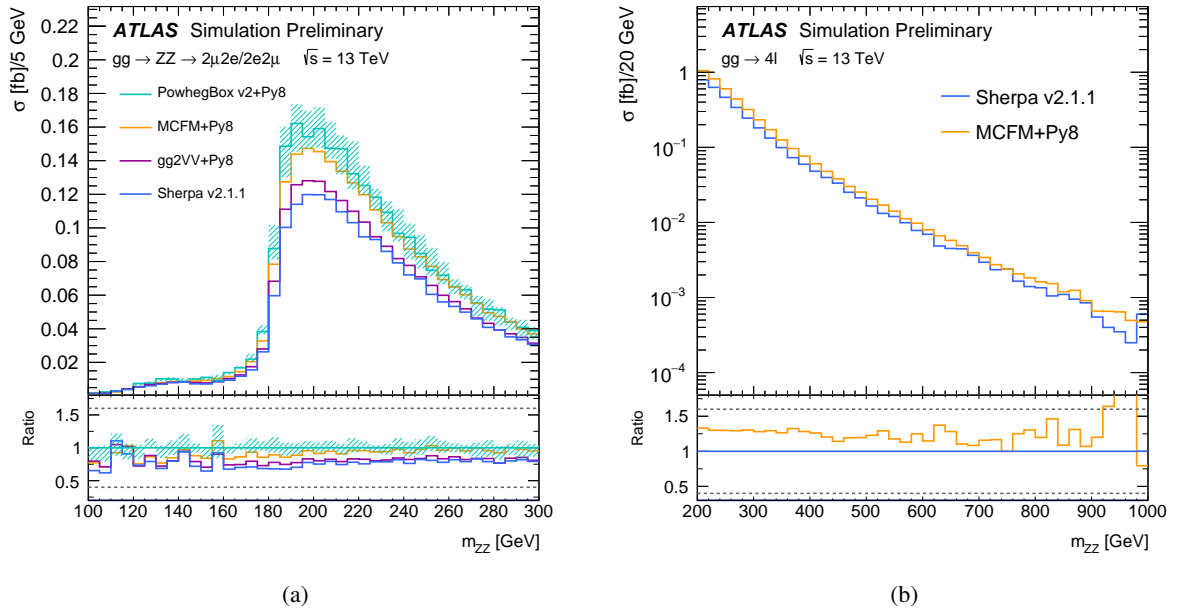 ATLAS Simulation Preliminary
gg → ZZ → 2μ2e/2e2μ √s = 13 TeV
PowhegBox v2+Py8
MCFM+Py8
gg2VV+Py8
Sherpa v2.1.1
σ [fb]/5 GeV
0.22
0.2
0.18
0.16
0.14
0.12
0.1
0.08
0.06
0.04
0.02
Ratio
1.5
1
0.5
100 120 140 160 180 200 220 240 260 280 300
m_ZZ [GeV]
(a)
ATLAS Simulation Preliminary
gg → 4l √s = 13 TeV
Sherpa v2.1.1
MCFM+Py8
σ [fb]/20 GeV
1
10⁻¹
10⁻²
10⁻³
10⁻⁴
Ratio
1.5
1
0.5
200 300 400 500 600 700 800 900 1000
m_ZZ [GeV]
(b)